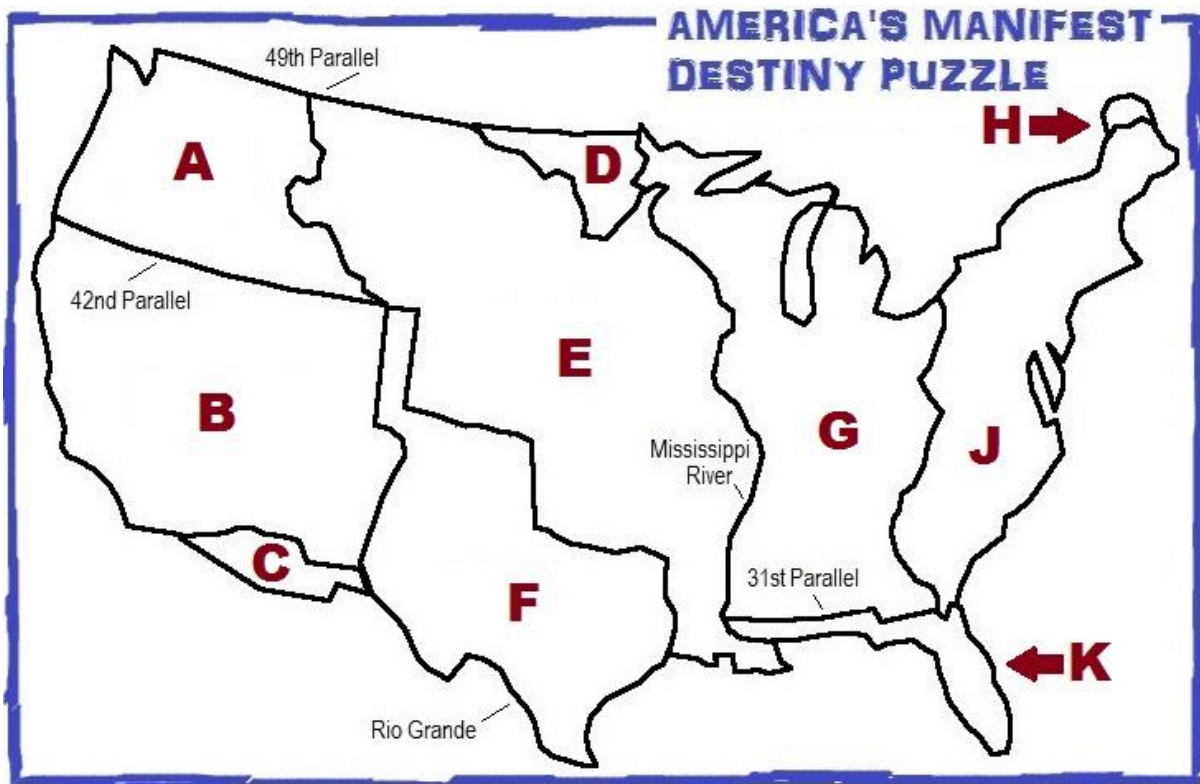 AMERICA'S MANIFEST
DESTINY PUZZLE
49th Parallel
H
A
D
42nd Parallel
E
B
G
J
Mississippi
River
C
31st Parallel
F
K
Rio Grande